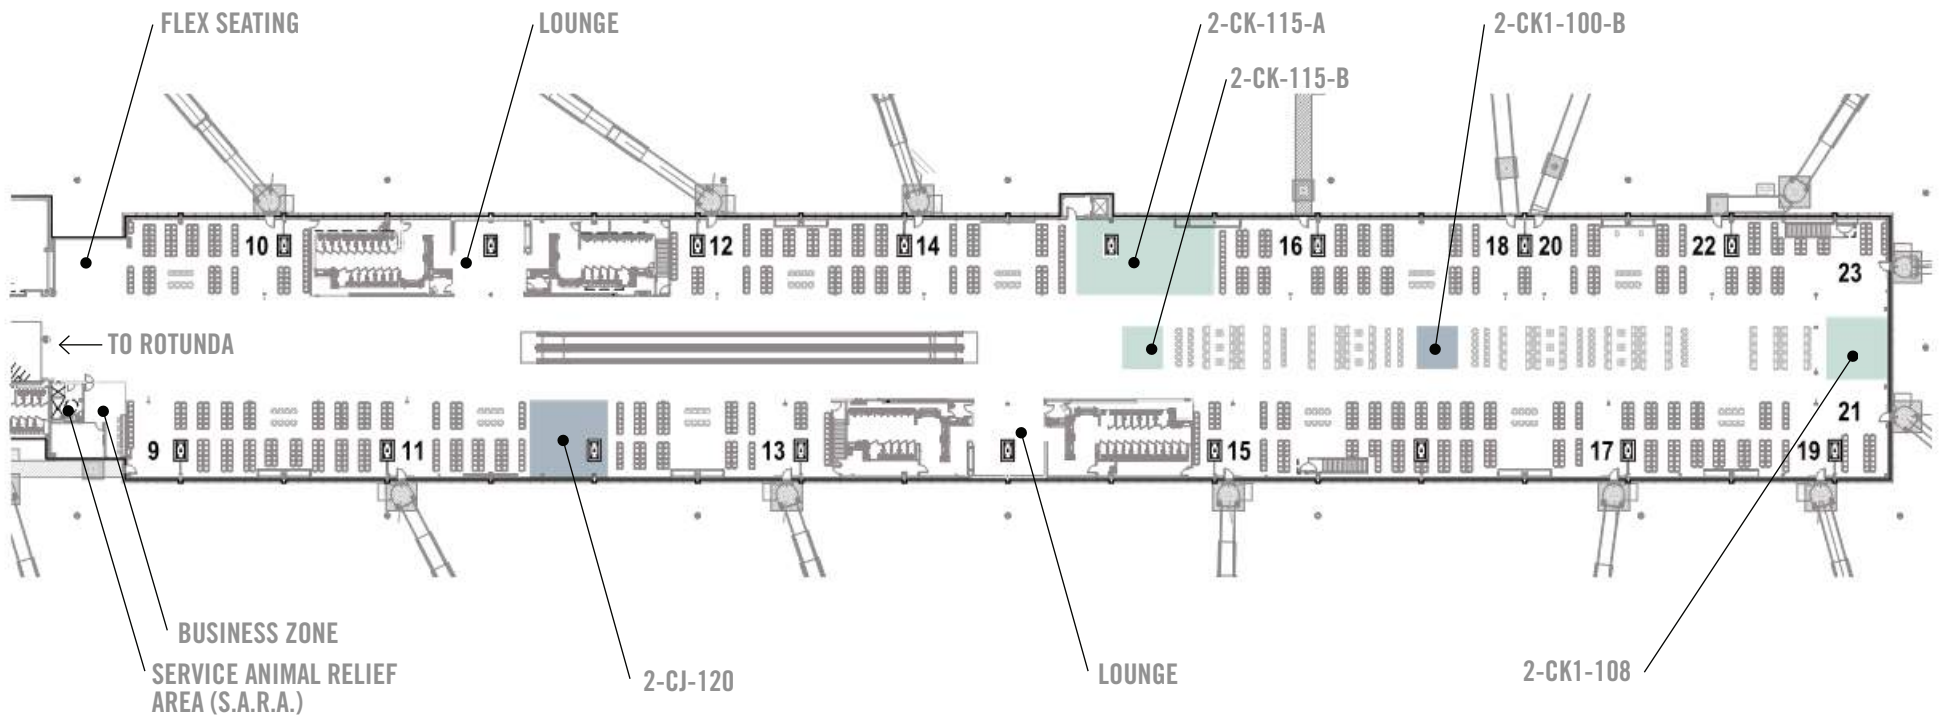 FLEX SEATING
LOUNGE
2-CK-115-A
2-CK1-100-B
2-CK-115-B
10
12
14
16
18
20
22
23
TO ROTUNDA
9
11
13
15
17
19
21
BUSINESS ZONE
SERVICE ANIMAL RELIEF
AREA (S.A.R.A.)
2-CJ-120
LOUNGE
2-CK1-108